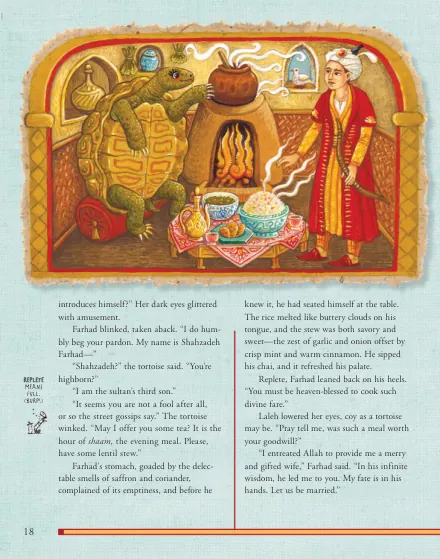 introduces himself?" Her dark eyes glittered
with amusement.
Farhad blinked, taken aback. "I do hum-
bly beg your pardon. My name is Shahzadeh
Farhad—"
"Shahzadeh?" the tortoise said. "You're
highborn?"
"I am the sultan's third son."
"It seems you are not a fool after all,
or so the street gossips say." The tortoise
winked. "May I offer you some tea? It is the
hour of shaam, the evening meal. Please,
have some lentil stew."
Farhad's stomach, goaded by the delec-
table smells of saffron and coriander,
complained of its emptiness, and before he
knew it, he had seated himself at the table.
The rice melted like buttery clouds on his
tongue, and the stew was both savory and
sweet—the zest of garlic and onion offset by
crisp mint and warm cinnamon. He sipped
his chai, and it refreshed his palate.
Replete, Farhad leaned back on his heels.
"You must be heaven-blessed to cook such
divine fare."
Laleh lowered her eyes, coy as a tortoise
may be. "Pray tell me, was such a meal worth
your goodwill?"
"I entreated Allah to provide me a merry
and gifted wife," Farhad said. "In his infinite
wisdom, he led me to you. My fate is in his
hands. Let us be married."
REPLETE
MEANS
FULL.
(BURP!)
18